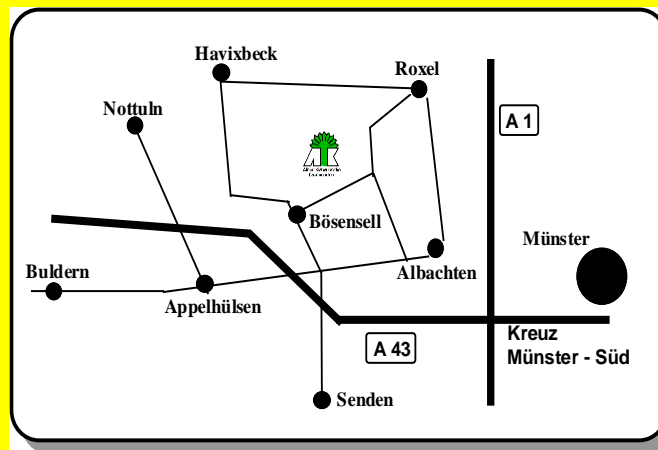 Havixbeck
Roxel
Nottuln
A 1
Bösensell
Münster
Buldern
Albachten
Appelhülsen
Kreuz
Münster - Süd
A 43
Senden